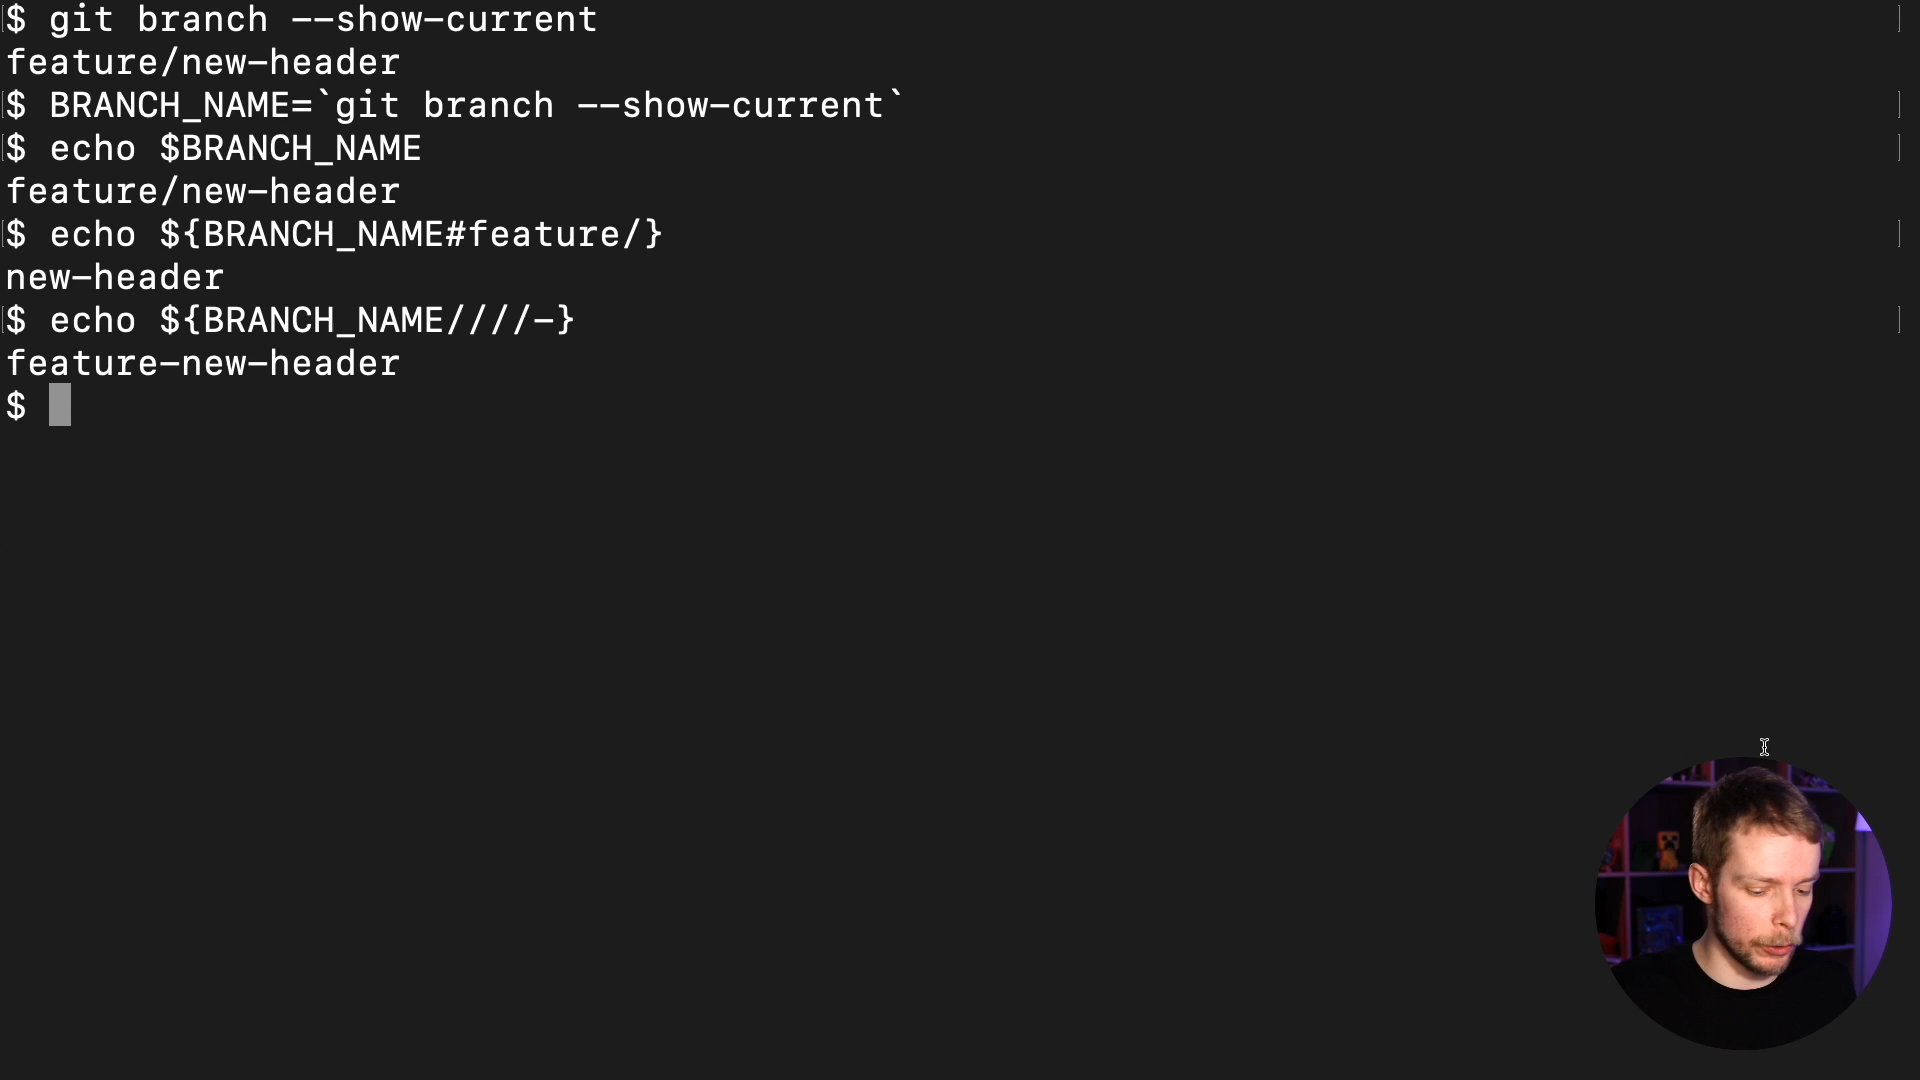 $ git branch --show-current
feature/new-header
$ BRANCH_NAME=`git branch --show-current`
$ echo $BRANCH_NAME
feature/new-header
$ echo ${BRANCH_NAME#feature/}
new-header
$ echo ${BRANCH_NAME////-}
feature-new-header
$